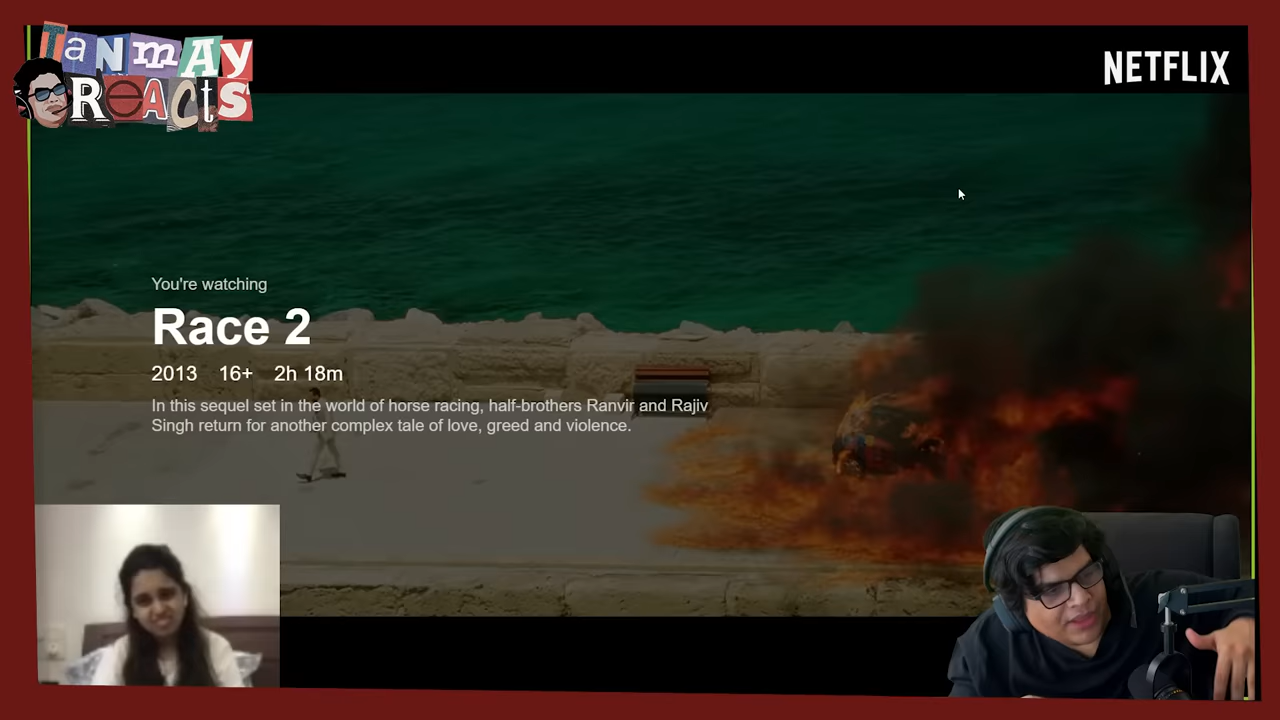 TaNmAy
ReACtS
NETFLIX
You're watching
Race 2
2013 16+ 2h 18m
In this sequel set in the world of horse racing, half-brothers Ranvir and Rajiv
Singh return for another complex tale of love, greed and violence.